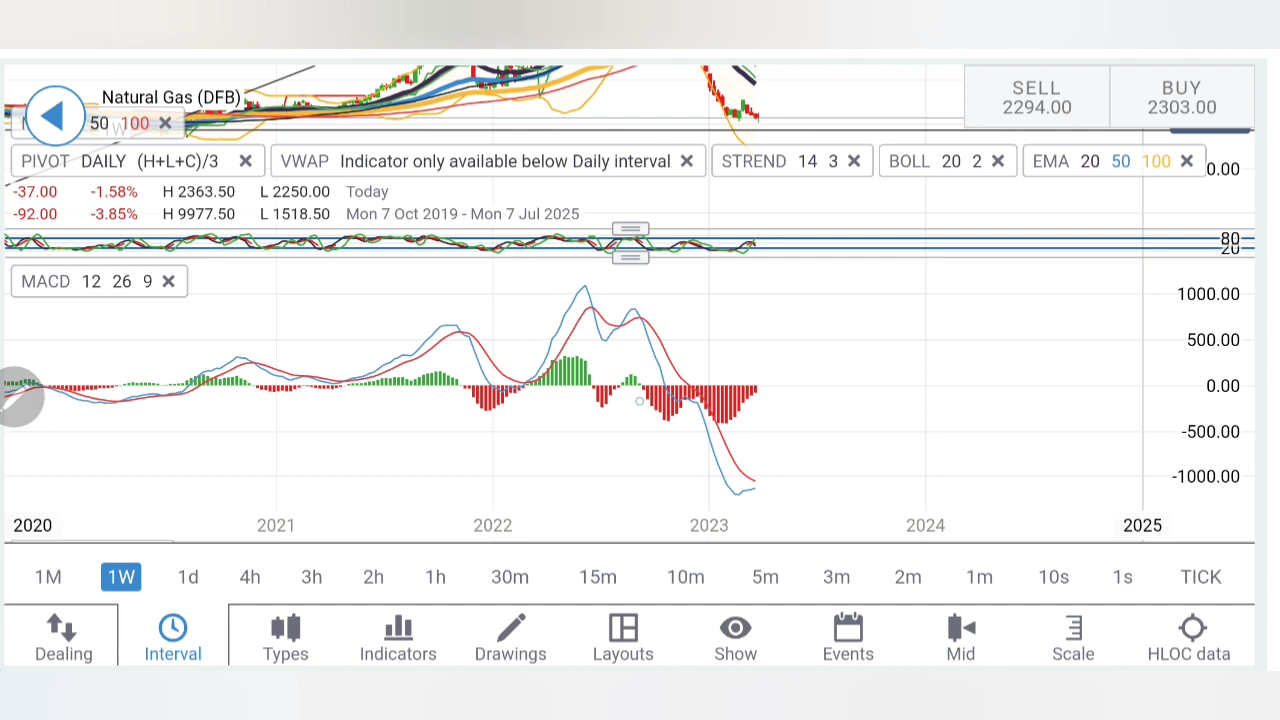 Natural Gas (DFB)
SELL
2294.00
BUY
2303.00
50 100
PIVOT DAILY (H+L+C)/3
VWAP Indicator only available below Daily interval
STREND 14 3
BOLL 20 2
EMA 20 50 100
0.00
-37.00 -1.58% H 2363.50 L 2250.00 Today
-92.00 -3.85% H 9977.50 L 1518.50 Mon 7 Oct 2019 - Mon 7 Jul 2025
80
20
MACD 12 26 9
1000.00
500.00
0.00
-500.00
-1000.00
2020 2021 2022 2023 2024 2025
1M 1W 1d 4h 3h 2h 1h 30m 15m 10m 5m 3m 2m 1m 10s 1s TICK
Dealing Interval Types Indicators Drawings Layouts Show Events Mid Scale HLOC data